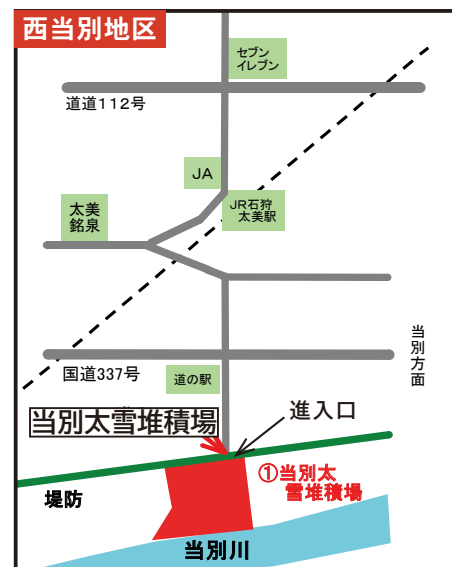 西当別地区
セブン
イレブン
道道112号
JA
太美
銘泉
JR石狩
太美駅
当別方面
国道337号
道の駅
当別太雪堆積場
進入口
①当別太
雪堆積場
堤防
当別川